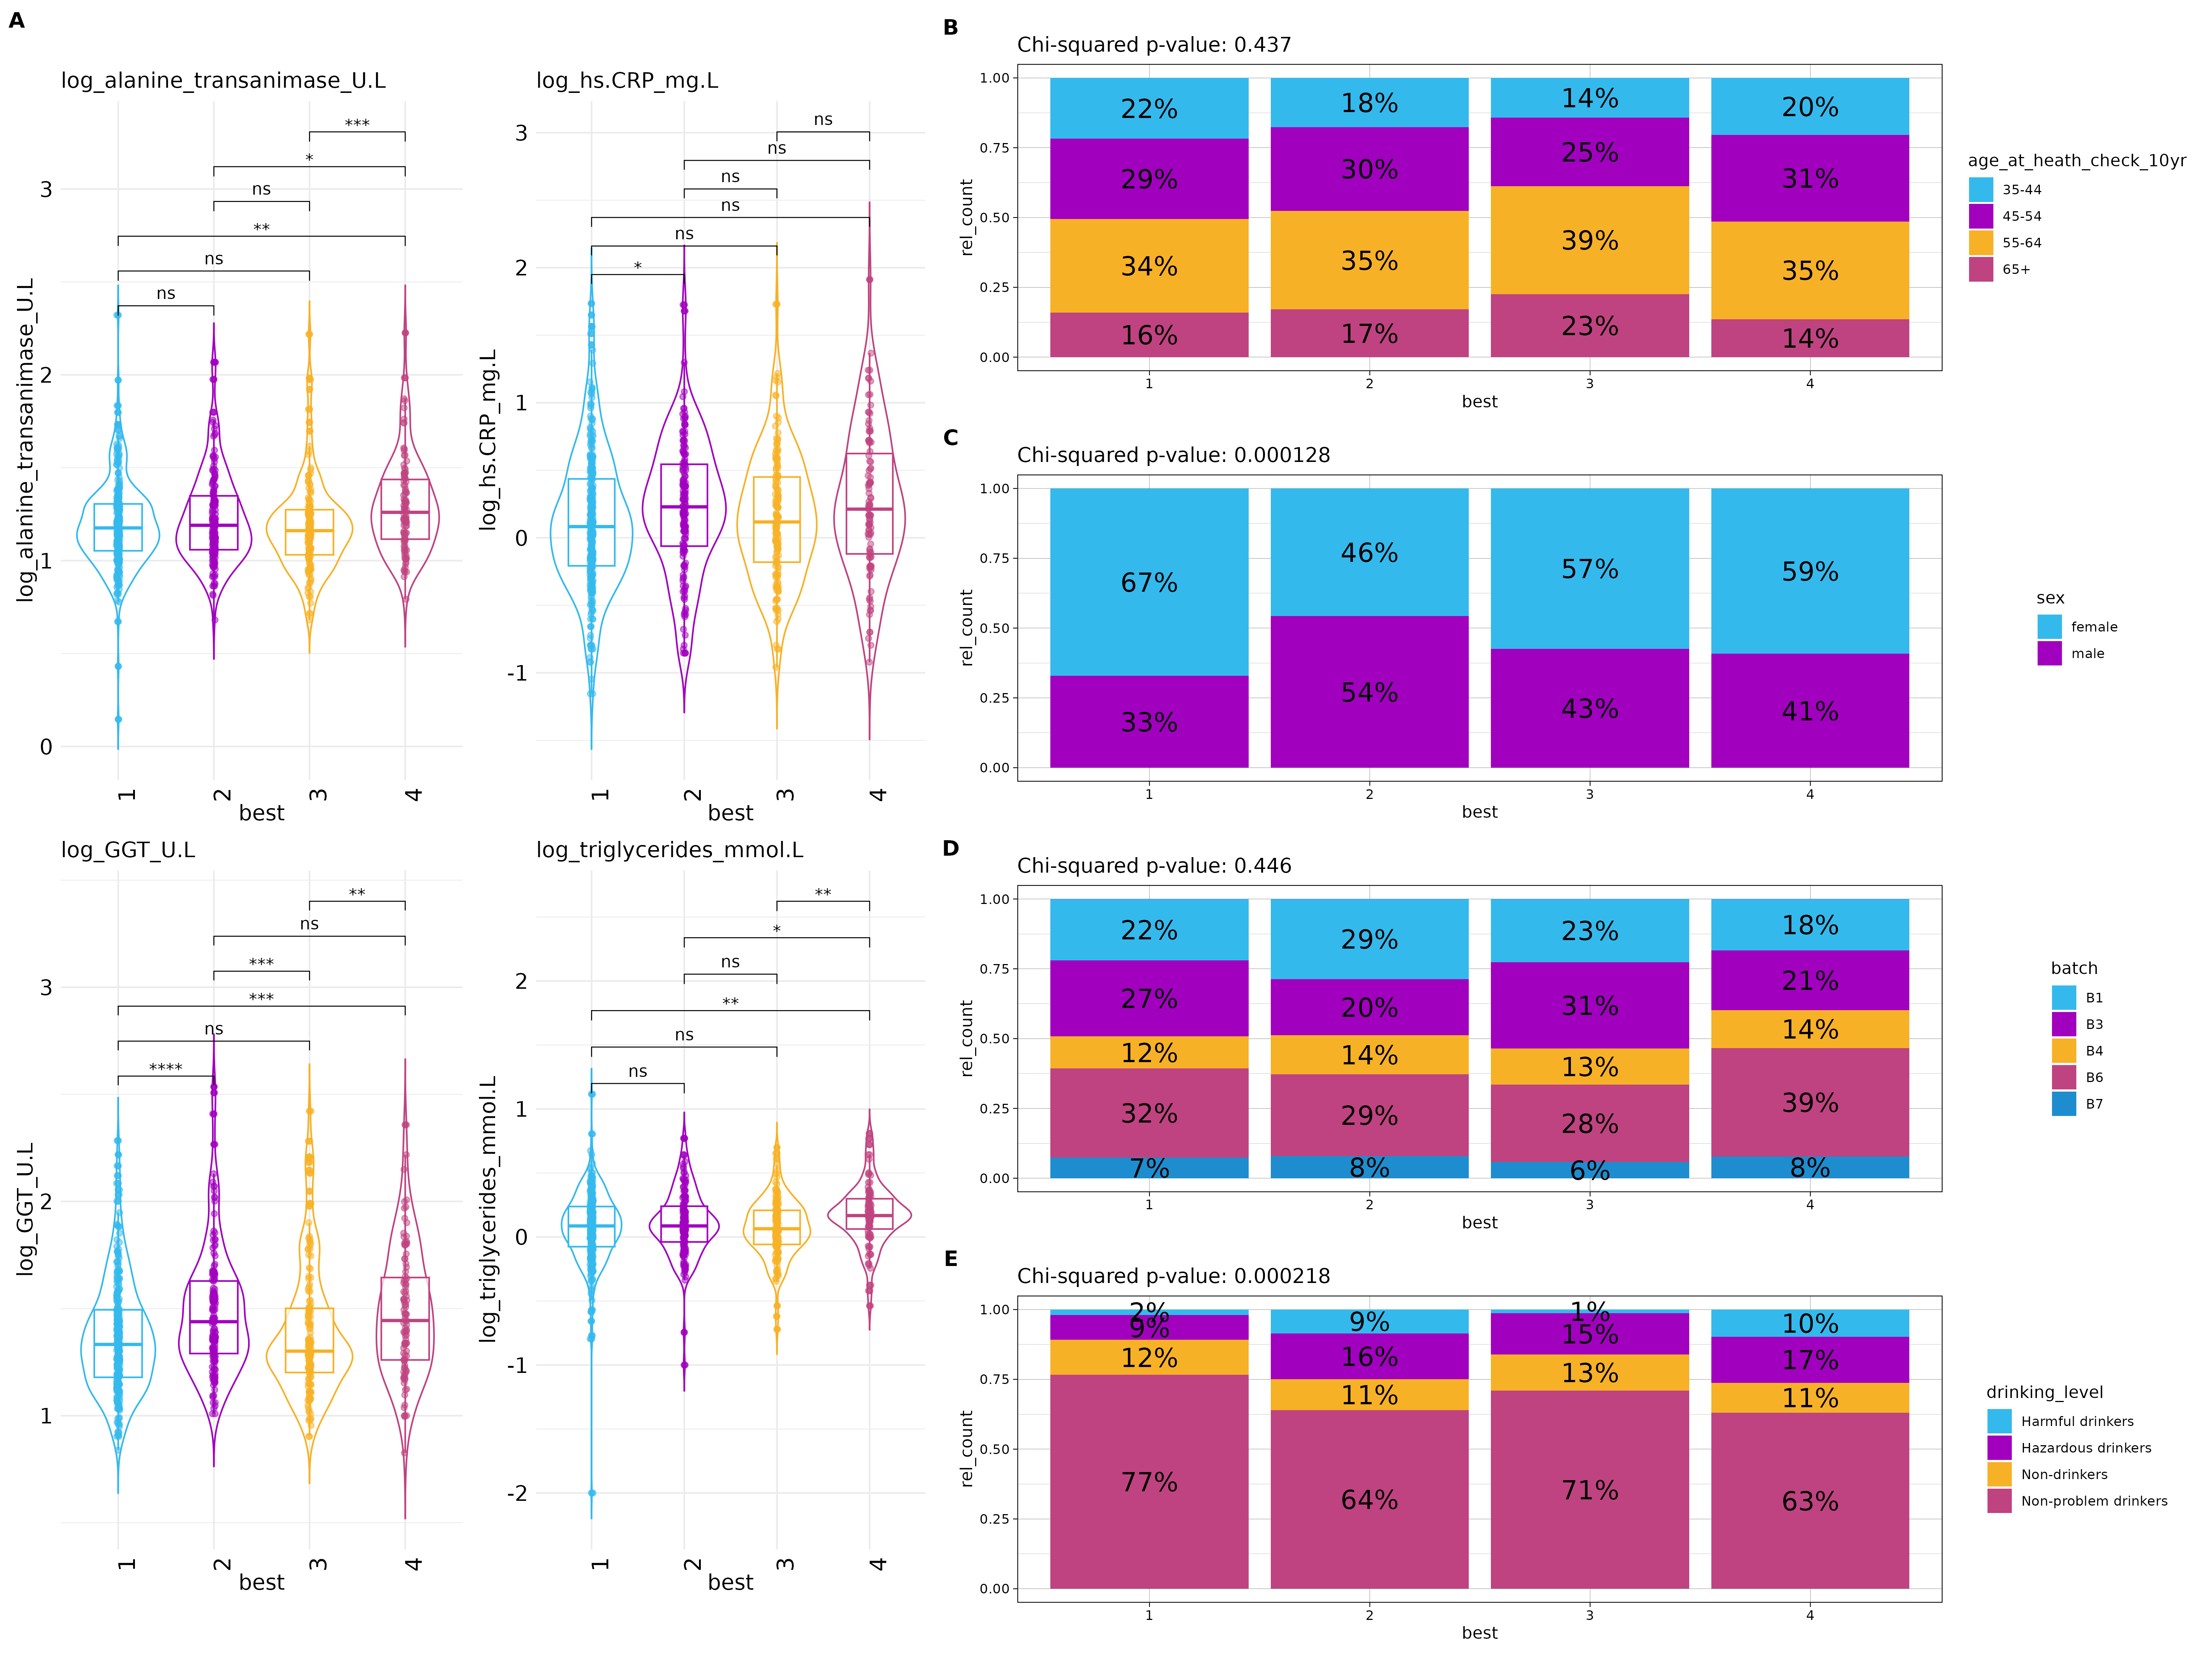 A
log_alanine_transanimase_U.L
***
*
ns
**
ns
ns
3
2
1
0
log_alanine_transanimase_U.L
1
2
3
4
best
log_hs.CRP_mg.L
ns
ns
ns
ns
ns
*
3
2
1
0
-1
log_hs.CRP_mg.L
1
2
3
4
best
log_GGT_U.L
**
ns
***
***
ns
****
3
2
1
log_GGT_U.L
1
2
3
4
best
log_triglycerides_mmol.L
**
*
ns
**
ns
ns
2
1
0
-1
-2
log_triglycerides_mmol.L
1
2
3
4
best
B
Chi-squared p-value: 0.437
1.00
0.75
0.50
0.25
0.00
rel_count
22% 18% 14% 20%
29% 30% 25% 31%
34% 35% 39% 35%
16% 17% 23% 14%
1 2 3 4
best
age_at_heath_check_10yr
35-44
45-54
55-64
65+
C
Chi-squared p-value: 0.000128
1.00
0.75
0.50
0.25
0.00
rel_count
67% 46% 57% 59%
33% 54% 43% 41%
1 2 3 4
best
sex
female
male
D
Chi-squared p-value: 0.446
1.00
0.75
0.50
0.25
0.00
rel_count
22% 29% 23% 18%
27% 20% 31% 21%
12% 14% 13% 14%
32% 29% 28% 39%
7% 8% 6% 8%
1 2 3 4
best
batch
B1
B3
B4
B6
B7
E
Chi-squared p-value: 0.000218
1.00
0.75
0.50
0.25
0.00
rel_count
2% 9% 1% 10%
9% 16% 15% 17%
12% 11% 13% 11%
77% 64% 71% 63%
1 2 3 4
best
drinking_level
Harmful drinkers
Hazardous drinkers
Non-drinkers
Non-problem drinkers